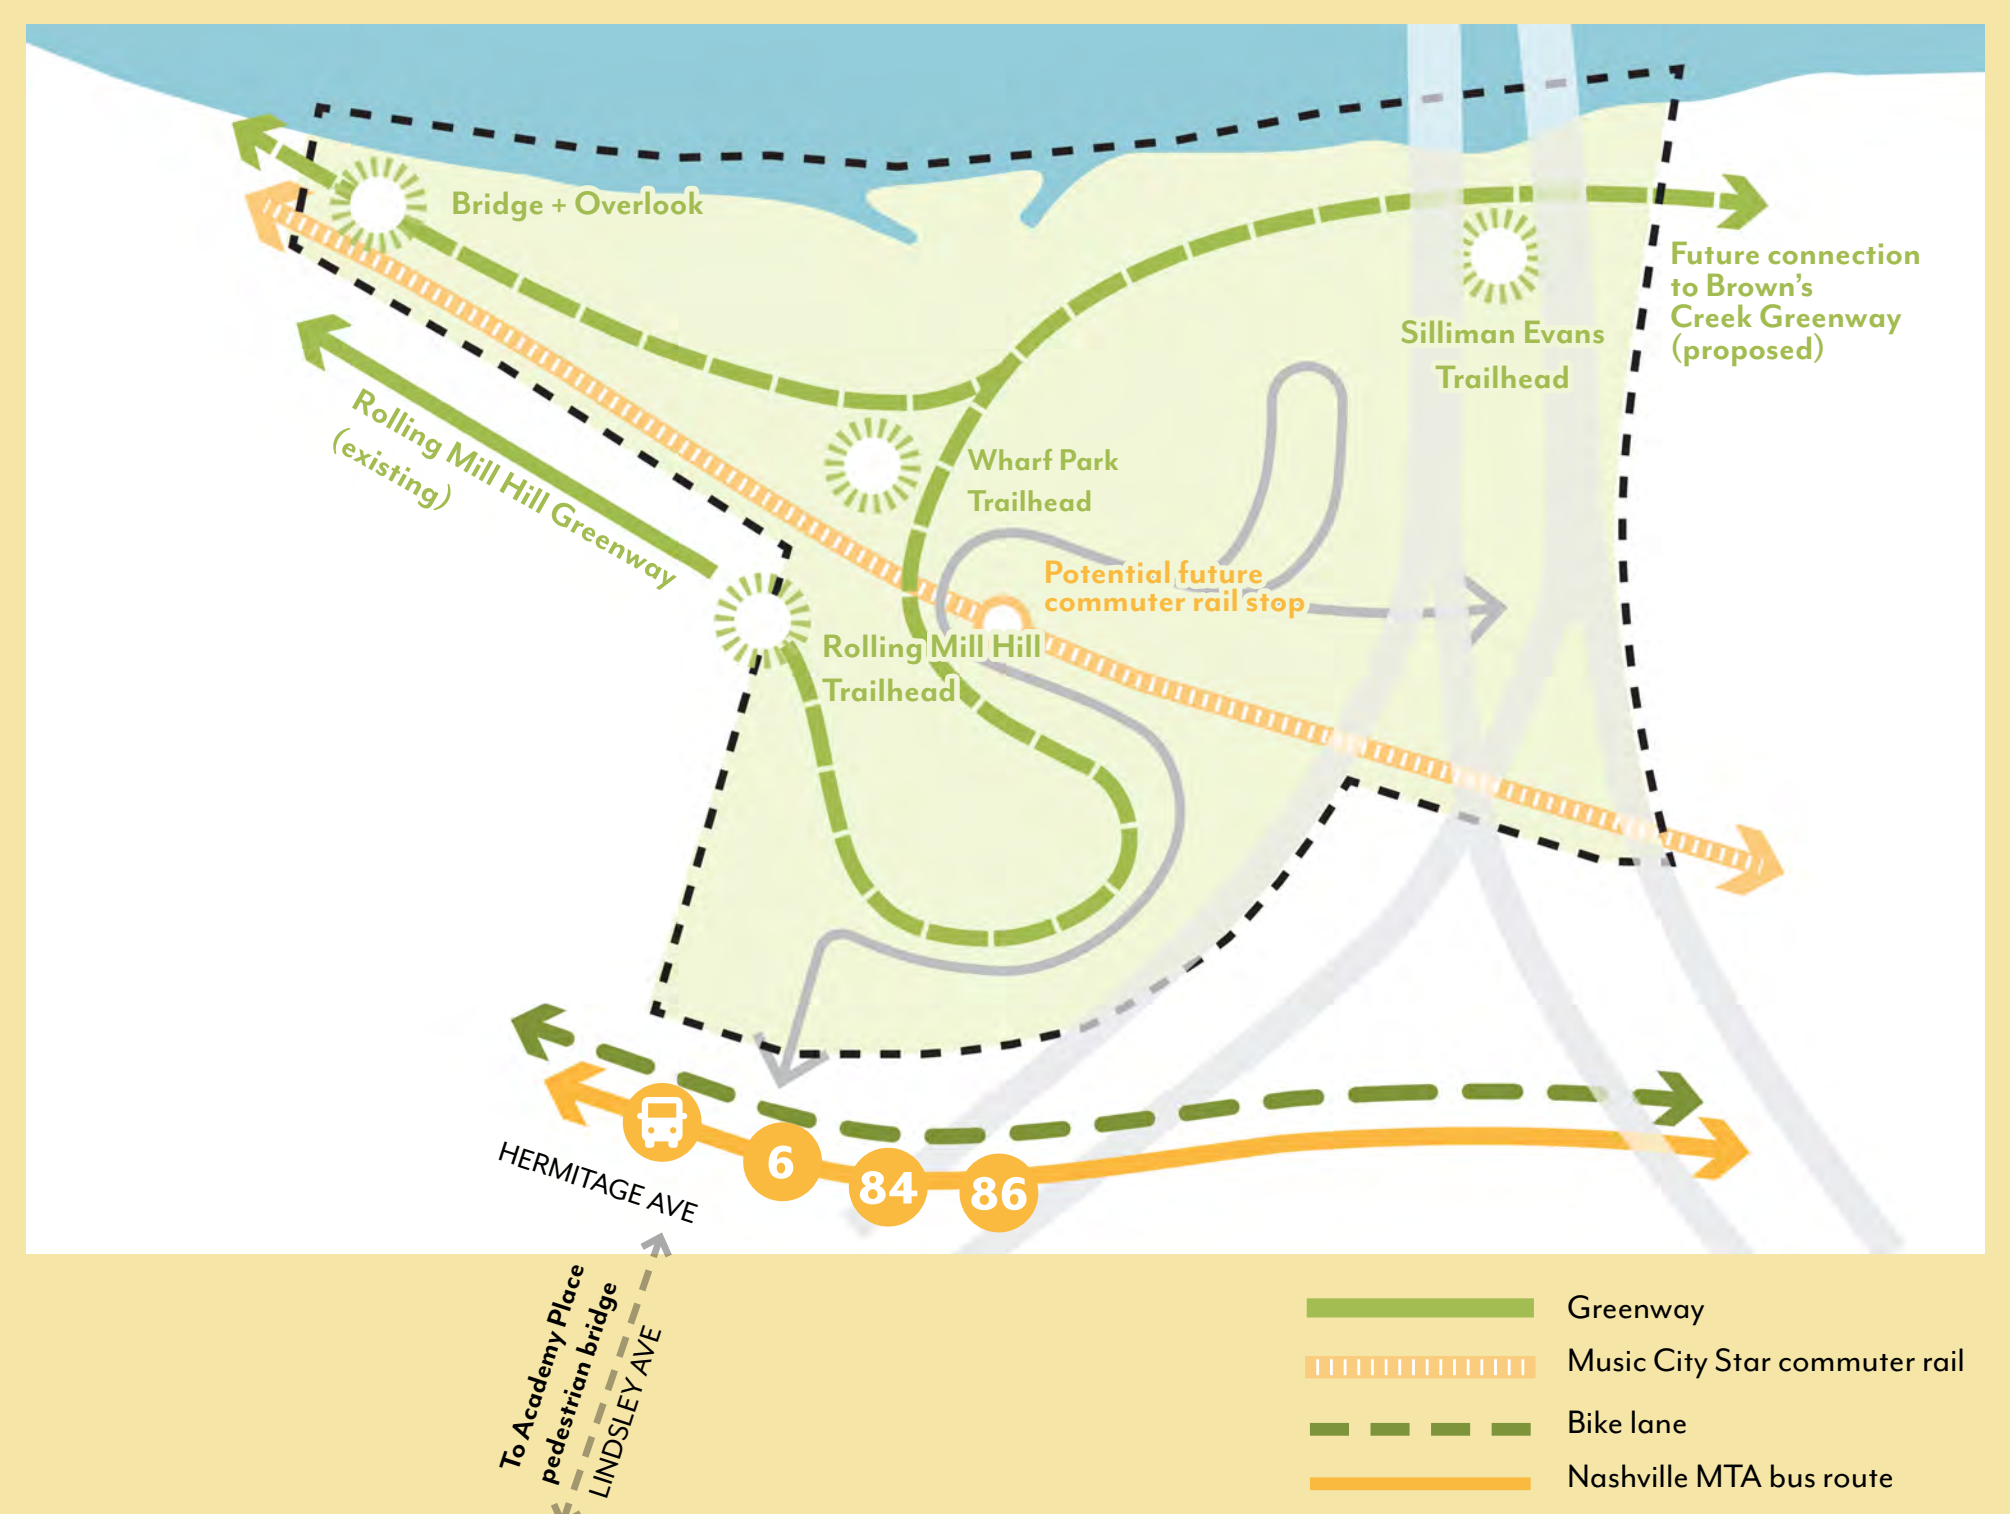 Bridge + Overlook
Future connection
to Brown's
Creek Greenway
(proposed)
Silliman Evans
Trailhead
Rolling Mill Hill Greenway
(existing)
Wharf Park
Trailhead
Potential future
commuter rail stop
Rolling Mill Hill
Trailhead
6
84
86
HERMITAGE AVE
To Academy Place
pedestrian bridge
LINDSLEY AVE
Greenway
Music City Star commuter rail
Bike lane
Nashville MTA bus route